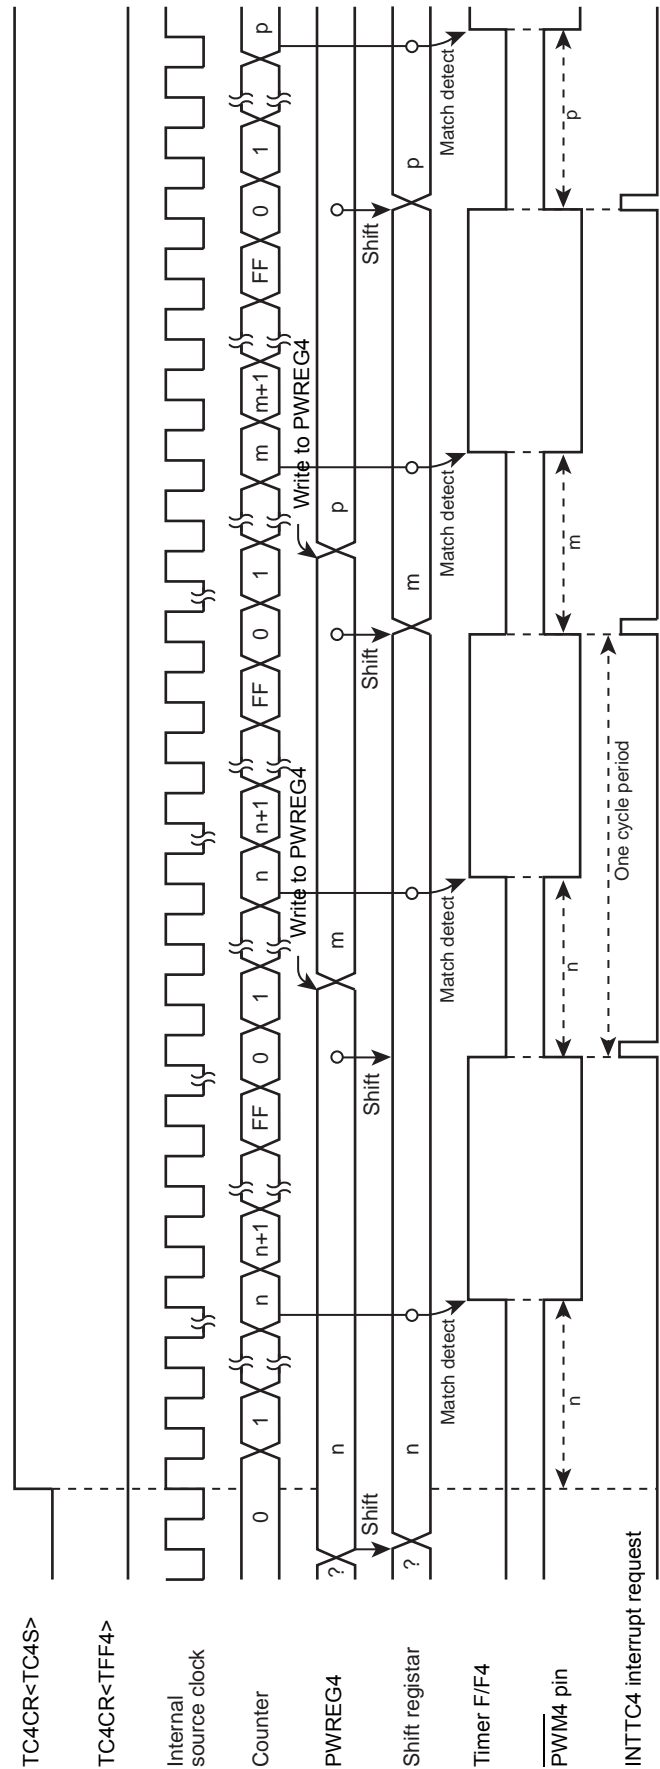 TC4CR<TC4S>
TC4CR<TFF4>
Internal
source clock
Counter 0 1 n n+1 FF 0 1 n n+1 FF 0 1 m m+1 FF 0 1 p
Write to PWREG4 Write to PWREG4
PWREG4 ? n m p
Shift Shift Shift Shift
Shift registar ? n m p
Match detect Match detect Match detect Match detect
Timer F/F4
PWM4 pin n n m p
One cycle period
INTTC4 interrupt request